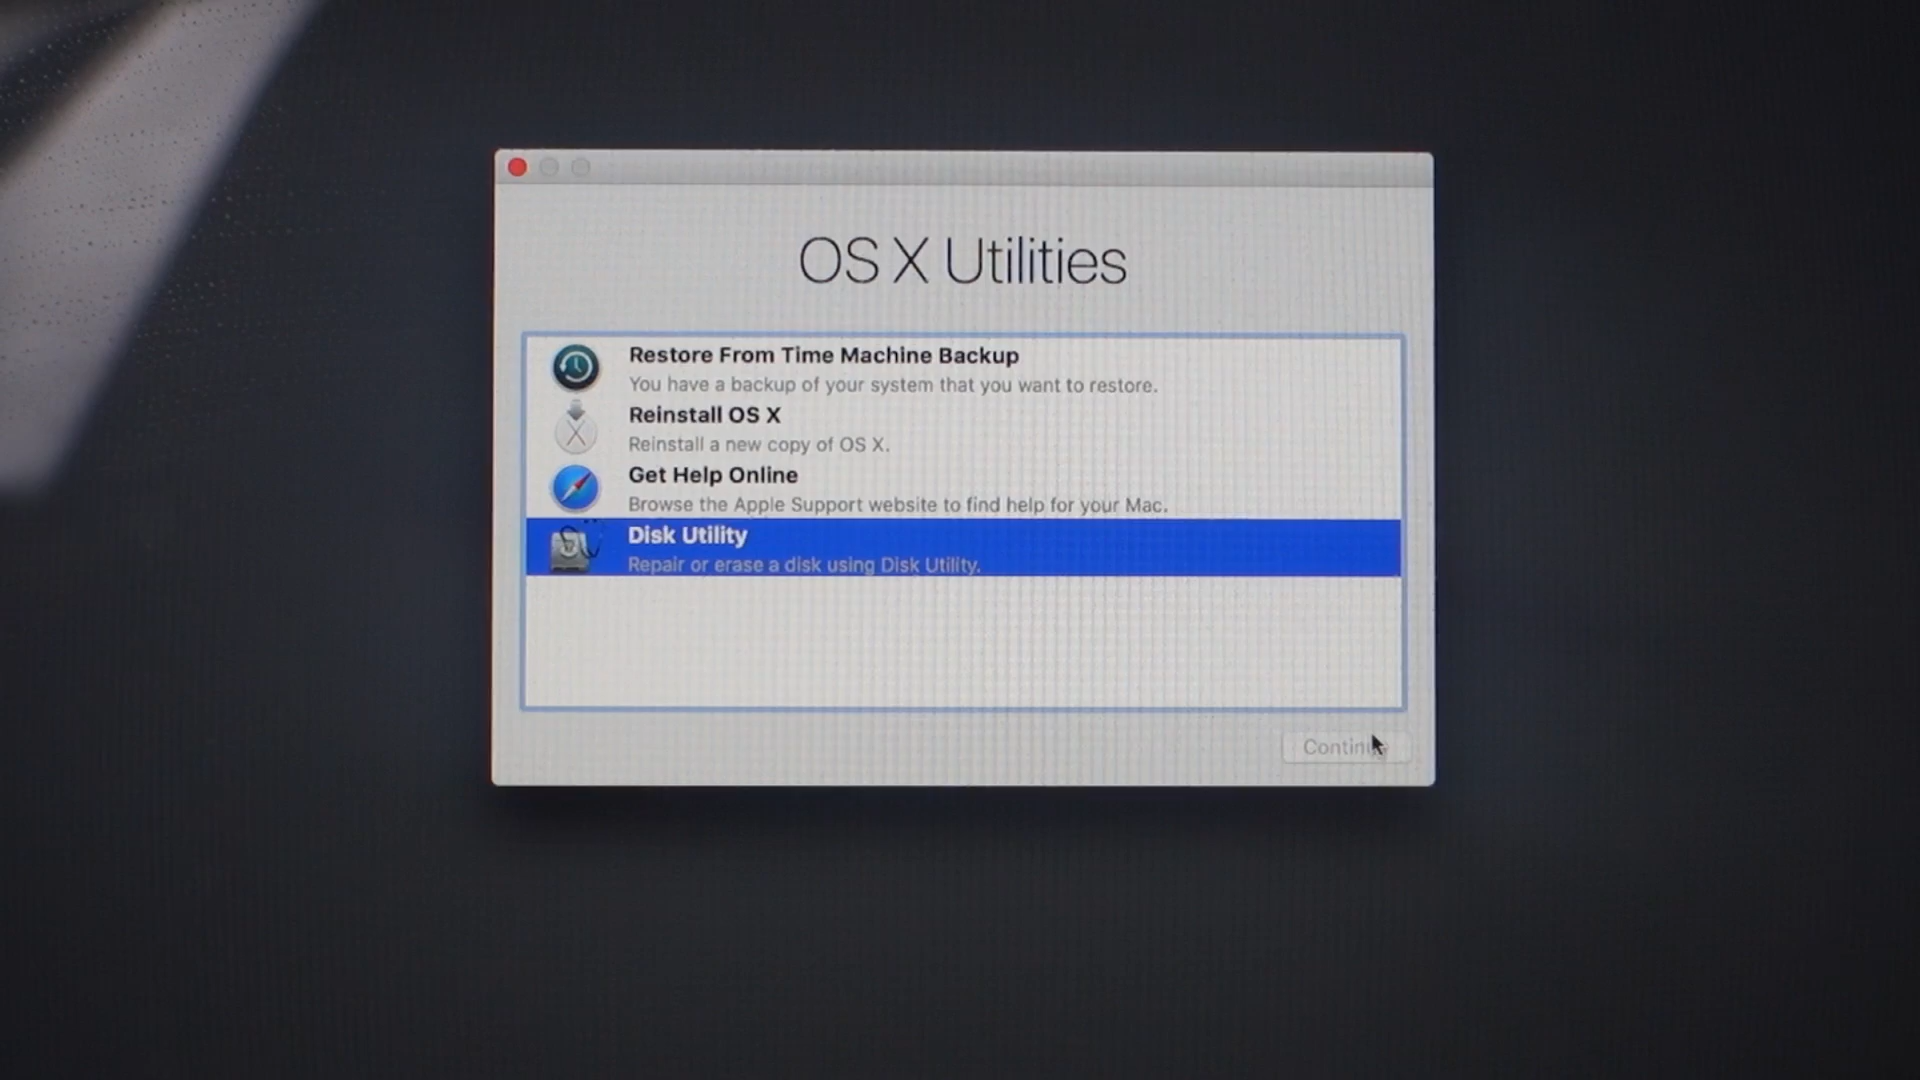 OS X Utilities
Restore From Time Machine Backup
You have a backup of your system that you want to restore.
Reinstall OS X
Reinstall a new copy of OS X.
Get Help Online
Browse the Apple Support website to find help for your Mac.
Disk Utility
Repair or erase a disk using Disk Utility.
Continue